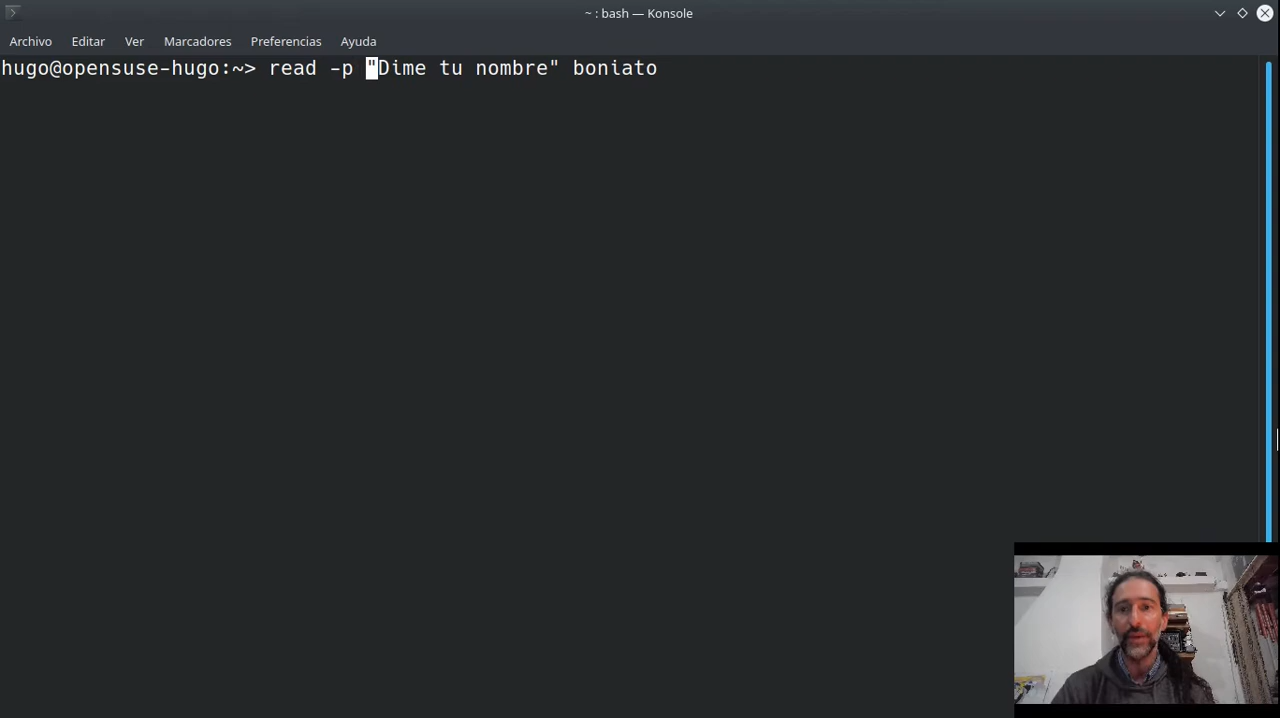 ~ : bash — Konsole
Archivo Editar Ver Marcadores Preferencias Ayuda
hugo@opensuse-hugo:~> read -p "Dime tu nombre" boniato